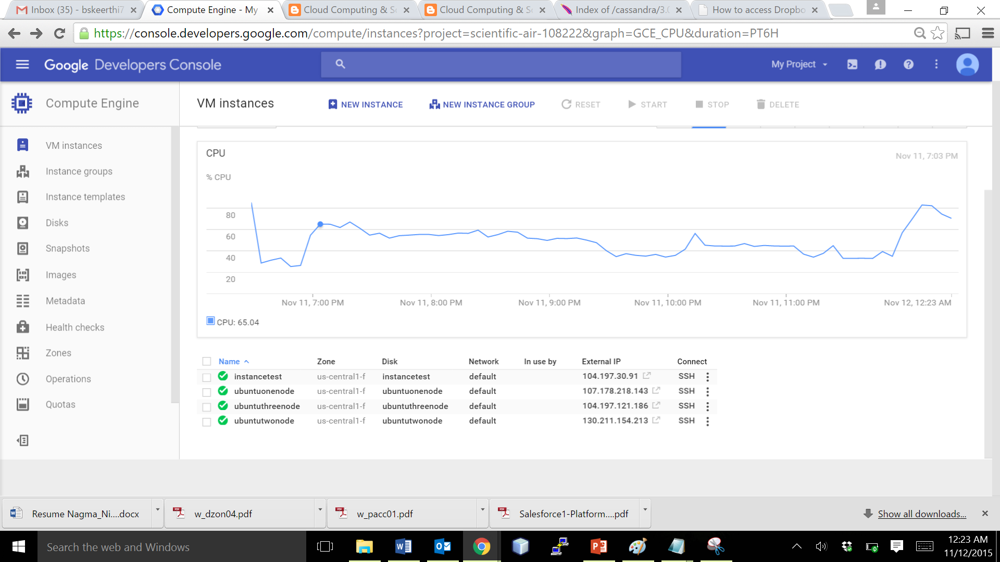 Inbox (35) - bskeerthi7
Compute Engine - My
Cloud Computing & S
Cloud Computing & S
Index of /cassandra/3.
How to access Dropbo
https://console.developers.google.com/compute/instances?project=scientific-air-108222&graph=GCE_CPU&duration=PT6H
Google Developers Console
My Project
Compute Engine
VM instances
NEW INSTANCE
NEW INSTANCE GROUP
RESET
START
STOP
DELETE
VM instances
Instance groups
Instance templates
Disks
Snapshots
Images
Metadata
Health checks
Zones
Operations
Quotas
CPU
Nov 11, 7:03 PM
% CPU
80
60
40
20
Nov 11, 7:00 PM
Nov 11, 8:00 PM
Nov 11, 9:00 PM
Nov 11, 10:00 PM
Nov 11, 11:00 PM
Nov 12, 12:23 AM
CPU: 65.04
Name Zone Disk Network In use by External IP Connect
instancetest us-central1-f instancetest default 104.197.30.91 SSH
ubuntuonenode us-central1-f ubuntuonenode default 107.178.218.143 SSH
ubuntuthreenode us-central1-f ubuntuthreenode default 104.197.121.186 SSH
ubuntutwonode us-central1-f ubuntutwonode default 130.211.154.213 SSH
Resume Nagma_Ni....docx
w_dzon04.pdf
w_pacc01.pdf
Salesforce1-Platform....pdf
Show all downloads...
Search the web and Windows
12:23 AM
11/12/2015